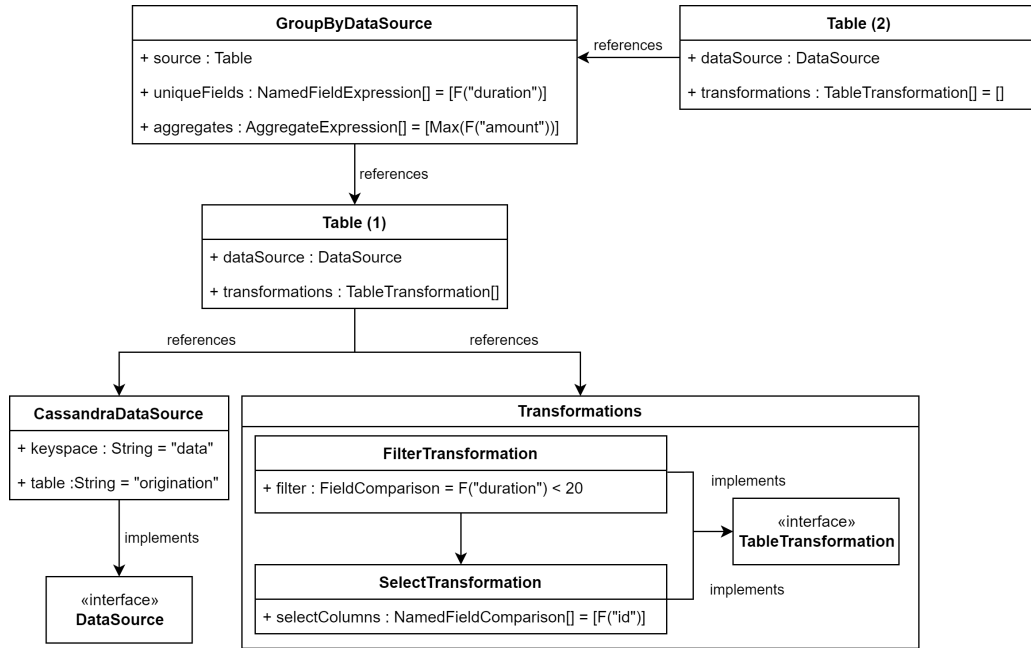 GroupByDataSource
+ source : Table
+ uniqueFields : NamedFieldExpression[] = [F("duration")]
+ aggregates : AggregateExpression[] = [Max(F("amount"))]
references
Table (2)
+ dataSource : DataSource
+ transformations : TableTransformation[] = []
references
Table (1)
+ dataSource : DataSource
+ transformations : TableTransformation[]
references
references
CassandraDataSource
+ keyspace : String = "data"
+ table :String = "origination"
implements
«interface»
DataSource
Transformations
FilterTransformation
+ filter : FieldComparison = F("duration") < 20
implements
«interface»
TableTransformation
SelectTransformation
+ selectColumns : NamedFieldComparison[] = [F("id")]
implements